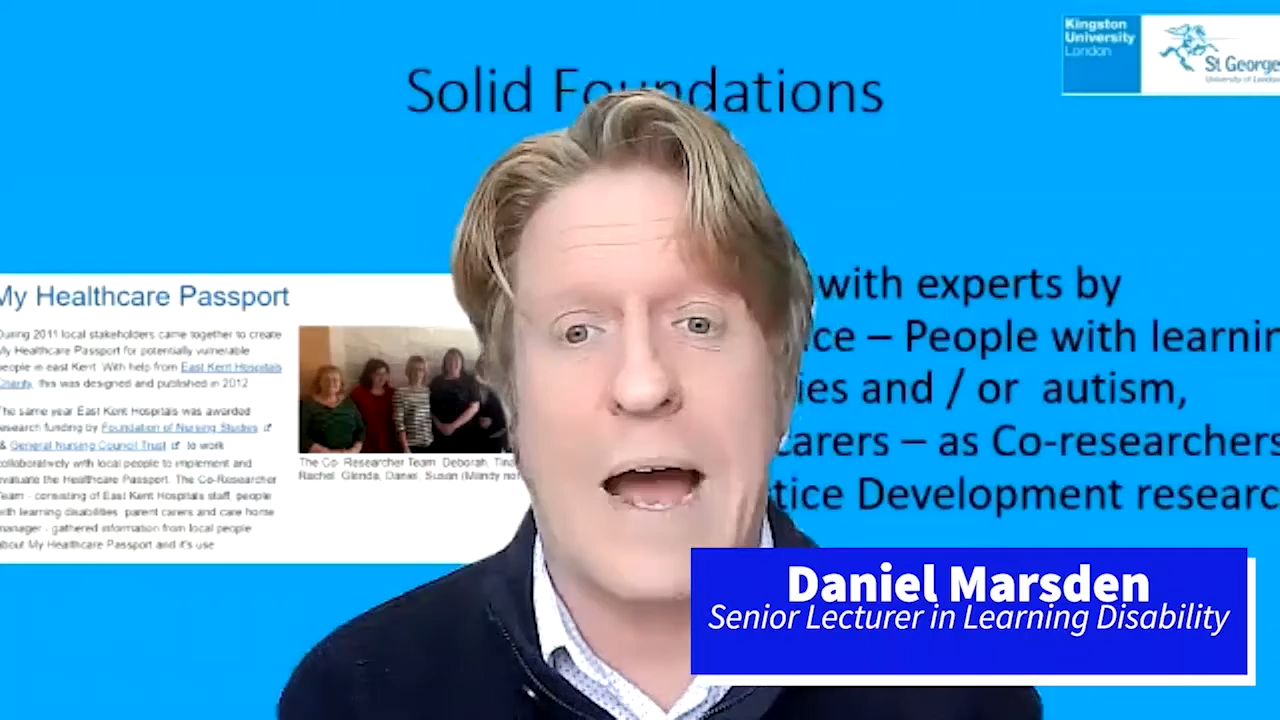 Kingston
University
London
St George
University of London
Solid Foundations
with experts by
ce – People with learnin
ies and / or autism,
carers – as Co-researchers
tice Development researc
My Healthcare Passport
During 2011 local stakeholders came together to create
My Healthcare Passport for potentially vulnerable
people in east Kent. With help from East Kent Hospitals
Charity, this was designed and published in 2012
The same year East Kent Hospitals was awarded
research funding by Foundation of Nursing Studies
& General Nursing Council Trust to work
collaboratively with local people to implement and
evaluate the Healthcare Passport. The Co-Researcher
Team - consisting of East Kent Hospitals staff, people
with learning disabilities, parent carers and care home
manager - gathered information from local people
about My Healthcare Passport and it's use
The Co-Researcher Team: Deborah, Tina
Rachel, Glenda, Daniel, Susan (Mandy not
Daniel Marsden
Senior Lecturer in Learning Disability